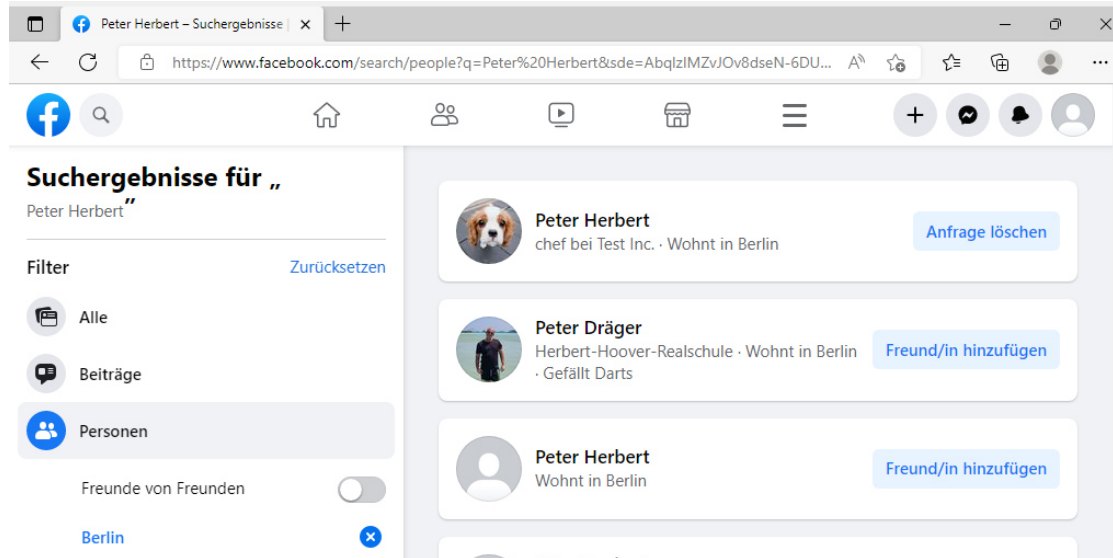 Peter Herbert – Suchergebnisse |
https://www.facebook.com/search/people?q=Peter%20Herbert&sde=AbqlzIMZvJOv8dseN-6DU...
Suchergebnisse für „
Peter Herbert”
Filter
Zurücksetzen
Alle
Beiträge
Personen
Freunde von Freunden
Berlin
Peter Herbert
chef bei Test Inc. · Wohnt in Berlin
Anfrage löschen
Peter Dräger
Herbert-Hoover-Realschule · Wohnt in Berlin
· Gefällt Darts
Freund/in hinzufügen
Peter Herbert
Wohnt in Berlin
Freund/in hinzufügen